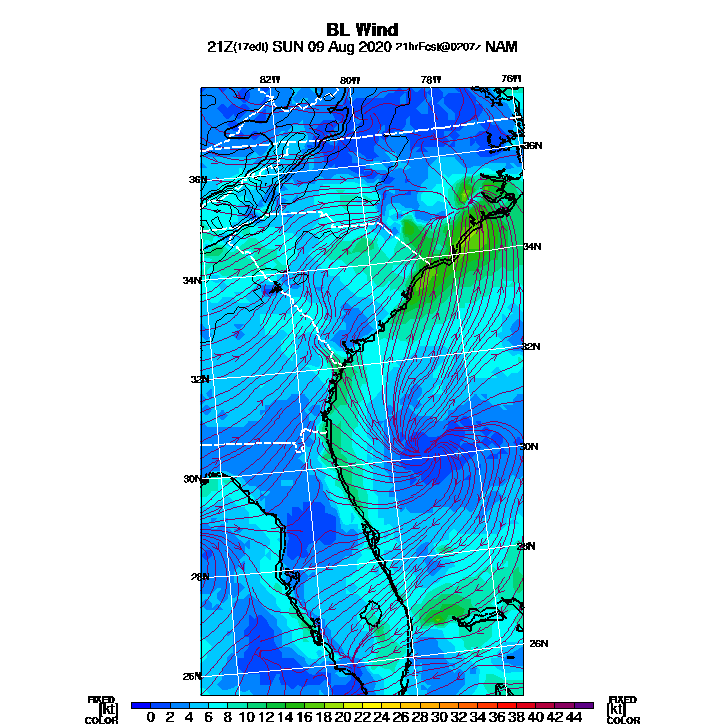 BL Wind
21Z(17edt) SUN 09 Aug 2020 21hrFcst@0207z NAM
82W 80W 78W 76W
36N
36N
34N
34N
32N
32N
30N
30N
28N
28N
26N
26N
FIXED FIXED
[kt] 0 2 4 6 8 10 12 14 16 18 20 22 24 26 28 30 32 34 36 38 40 42 44 [kt]
COLOR COLOR